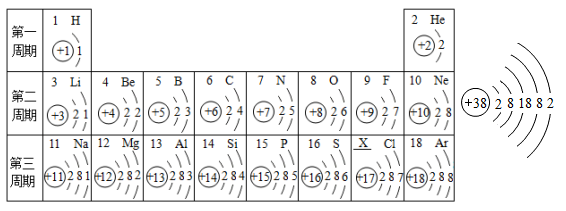 第一周期 1 H 2 He
+1 1 +2 2
第二周期 3 Li 4 Be 5 B 6 C 7 N 8 O 9 F 10 Ne
+3 2 1 +4 2 2 +5 2 3 +6 2 4 +7 2 5 +8 2 6 +9 2 7 +10 2 8
+38 2 8 18 8 2
第三周期 11 Na 12 Mg 13 Al 14 Si 15 P 16 S X Cl 18 Ar
+11 2 8 1 +12 2 8 2 +13 2 8 3 +14 2 8 4 +15 2 8 5 +16 2 8 6 +17 2 8 7 +18 2 8 8